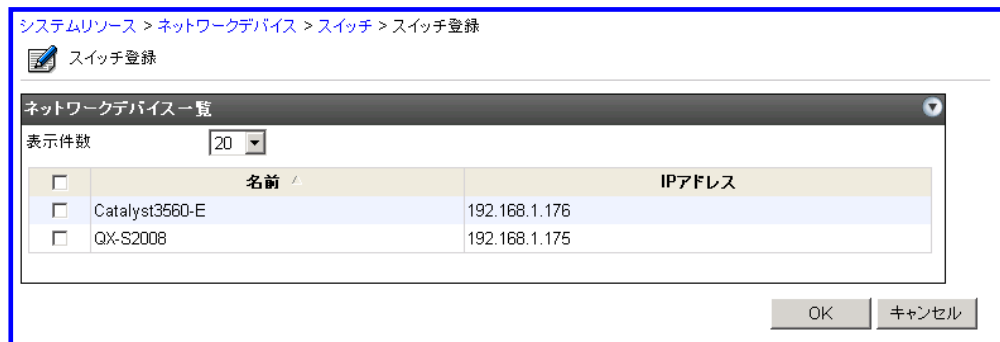 システムリソース > ネットワークデバイス > スイッチ > スイッチ登録
スイッチ登録
ネットワークデバイス一覧
表示件数 20
名前 IPアドレス
Catalyst3560-E 192.168.1.176
QX-S2008 192.168.1.175
OK キャンセル